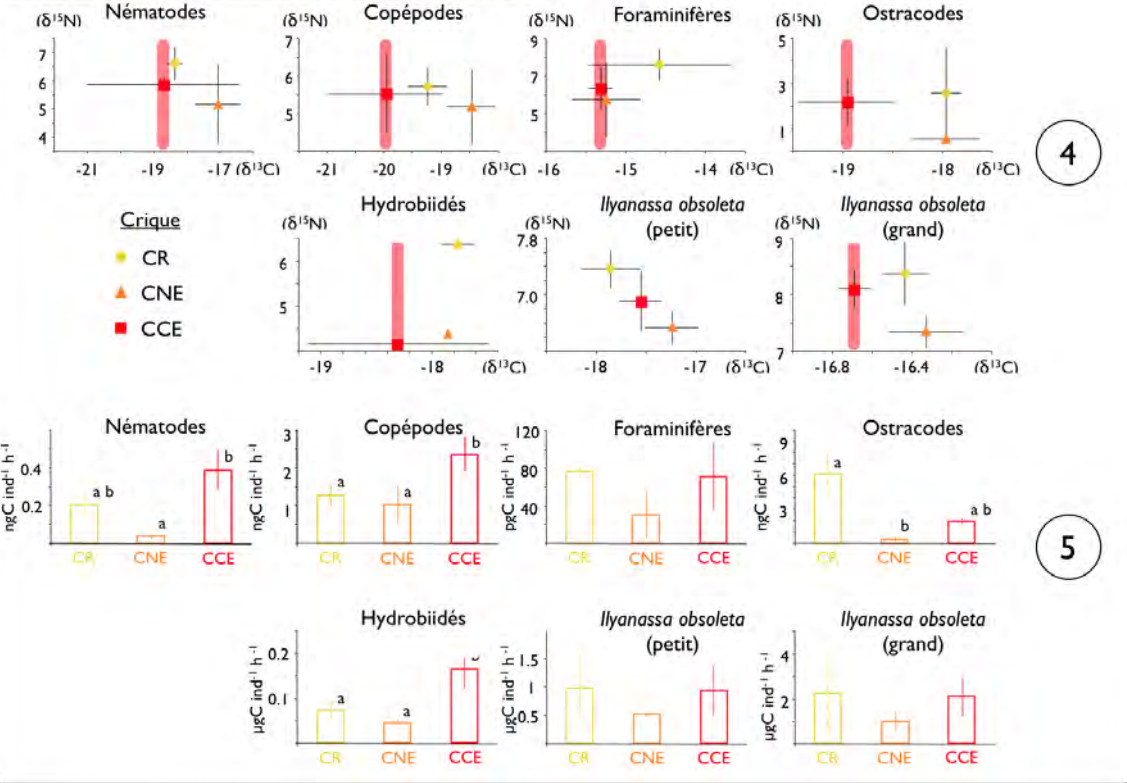 Nématodes
Copépodes
Foraminifères
Ostracodes
(δ¹⁵N)
(δ¹⁵N)
(δ¹⁵N)
(δ¹⁵N)
7
6
5
4
-21
-19
-17
(δ¹³C)
7
6
5
-21
-20
-19
-18
(δ¹³C)
9
7
5
-16
-15
-14
(δ¹³C)
5
3
1
-19
-18
(δ¹³C)
4
Crique
CR
CNE
CCE
Hydrobiidés
(δ¹⁵N)
6
5
-19
-18
(δ¹³C)
Ilyanassa obsoleta
(petit)
(δ¹⁵N)
7.8
7.0
-18
-17
(δ¹³C)
Ilyanassa obsoleta
(grand)
(δ¹⁵N)
9
8
7
-16.8
-16.4
(δ¹³C)
Nématodes
ngC ind⁻¹ h⁻¹
0.4
0.2
a b
a
b
CR
CNE
CCE
Copépodes
ngC ind⁻¹ h⁻¹
3
2
1
a
a
b
CR
CNE
CCE
Foraminifères
pgC ind⁻¹ h⁻¹
120
80
40
CR
CNE
CCE
Ostracodes
ngC ind⁻¹ h⁻¹
9
6
3
a
b
a b
CR
CNE
CCE
5
Hydrobiidés
µgC ind⁻¹ h⁻¹
0.2
0.1
a
a
CR
CNE
CCE
Ilyanassa obsoleta
(petit)
µgC ind⁻¹ h⁻¹
1.5
1
0.5
CR
CNE
CCE
Ilyanassa obsoleta
(grand)
µgC ind⁻¹ h⁻¹
4
2
CR
CNE
CCE